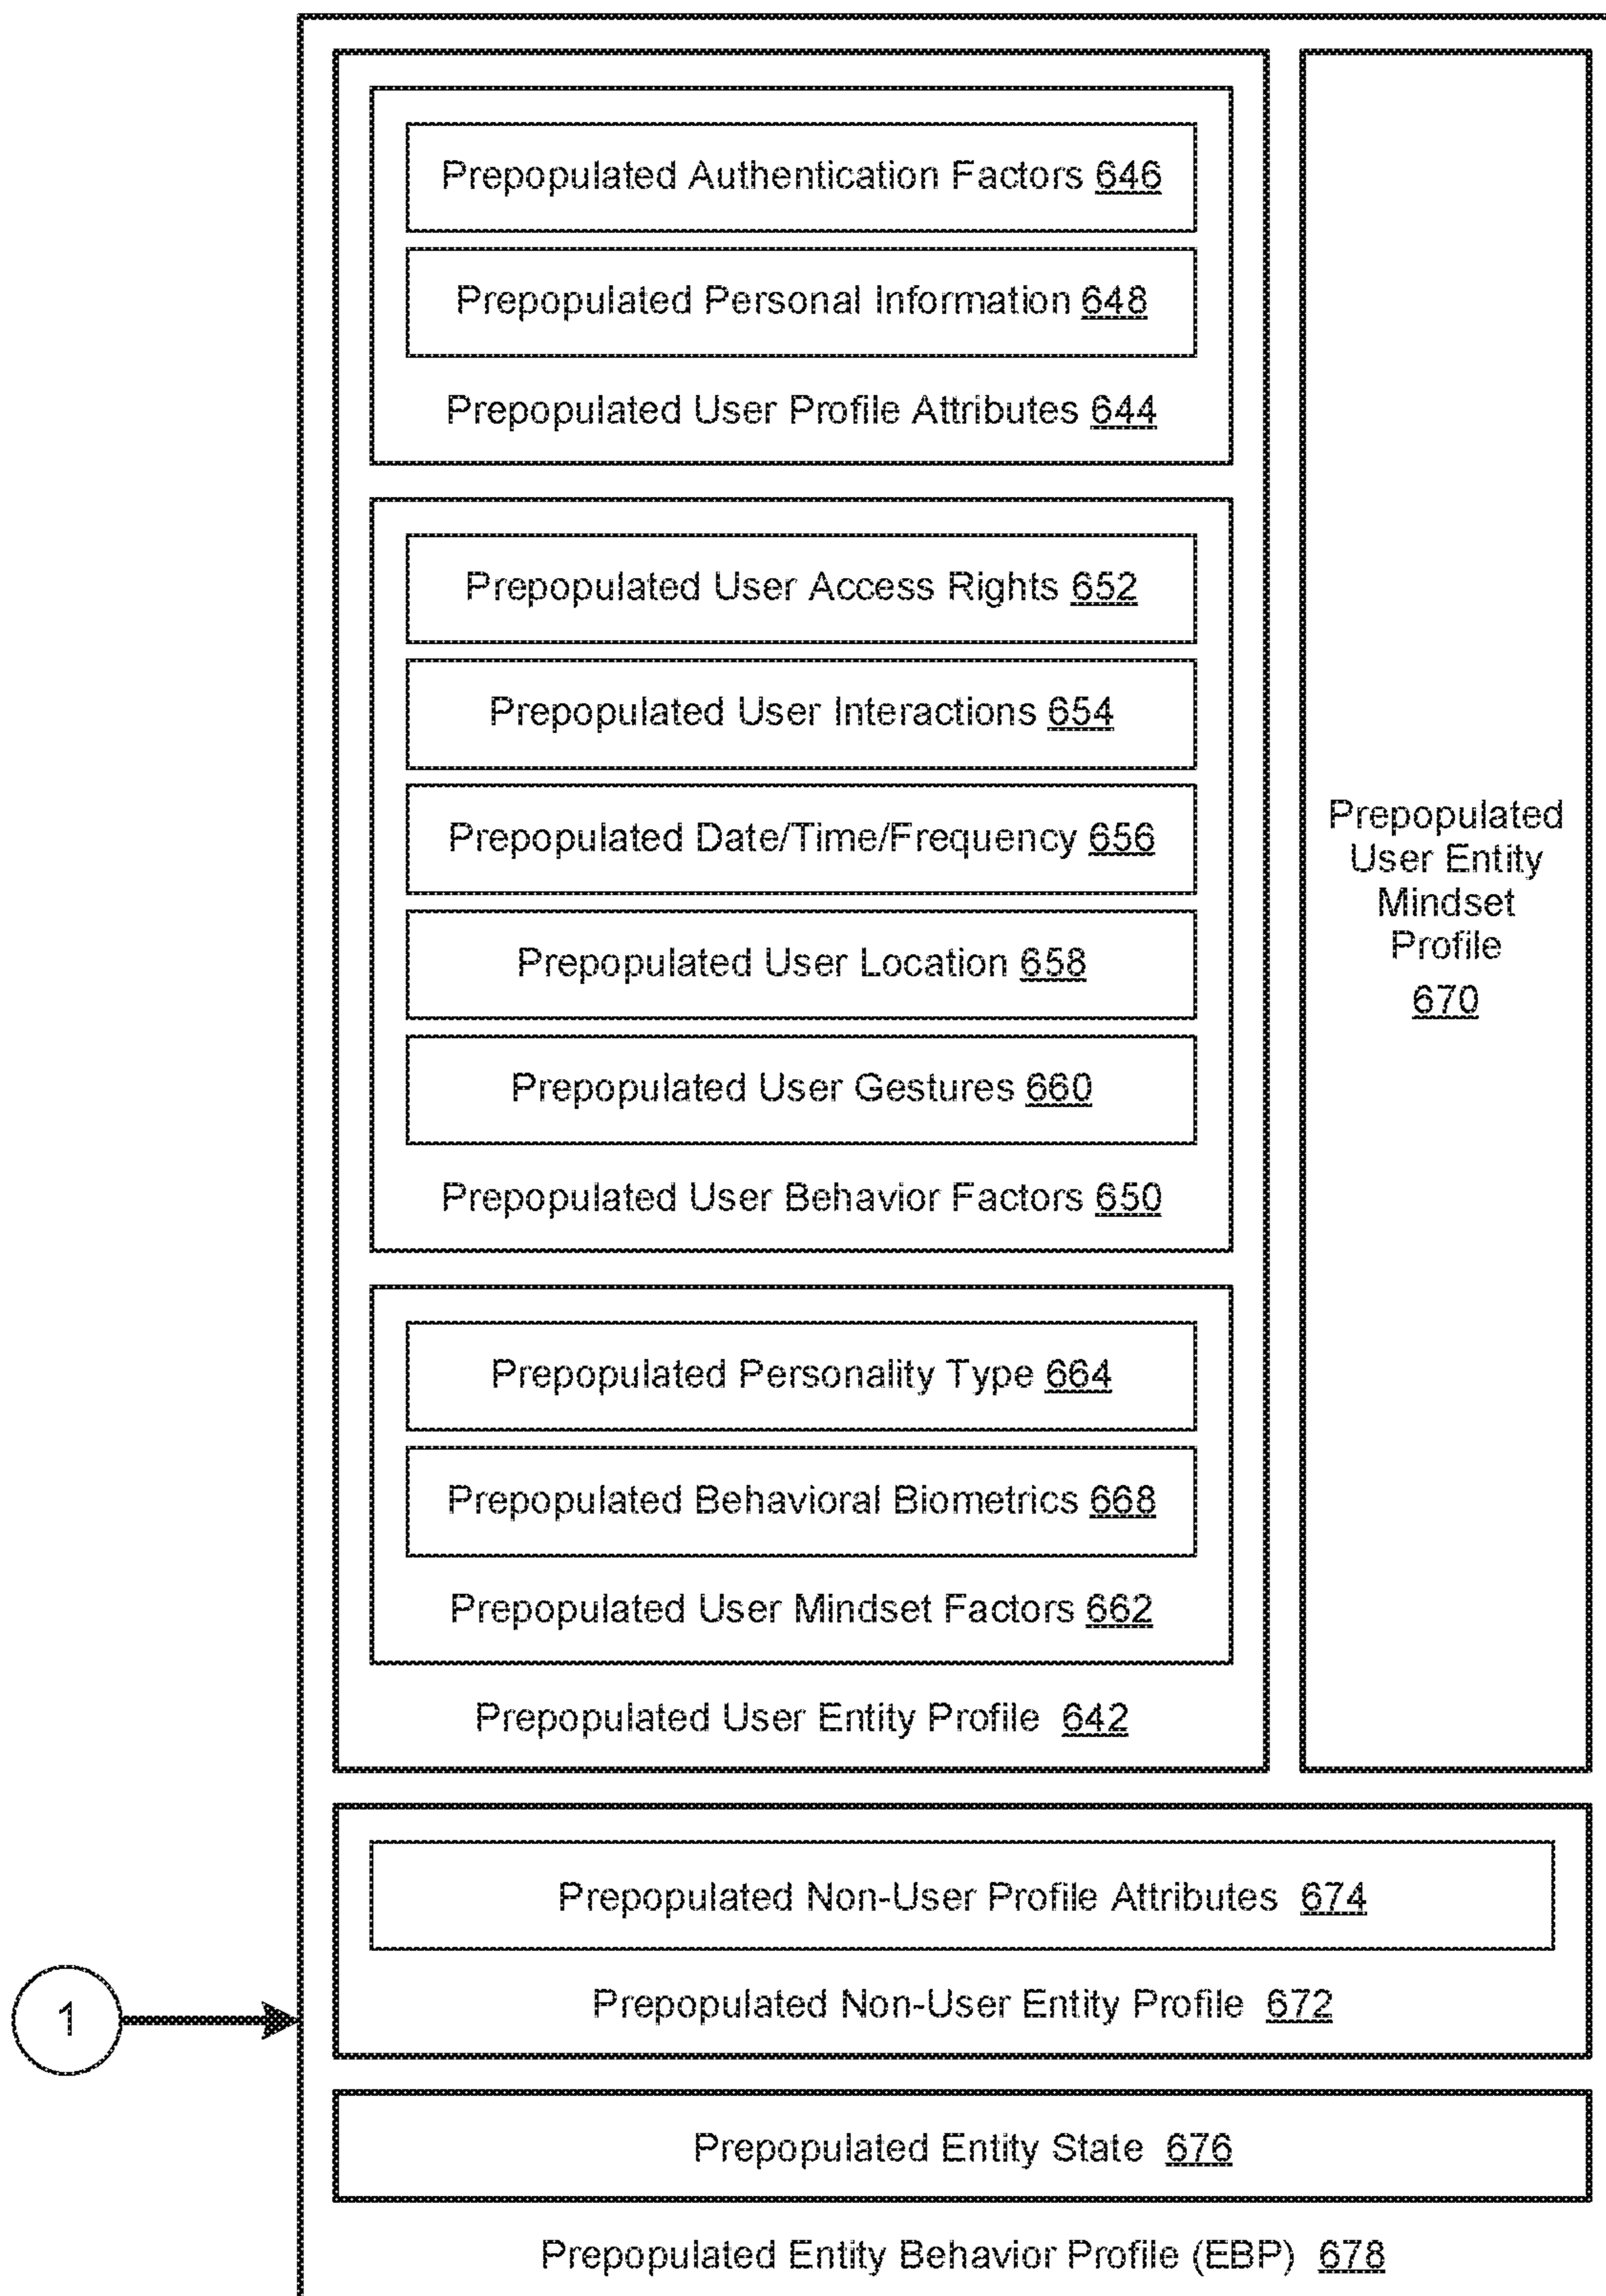 Prepopulated Authentication Factors 646
Prepopulated Personal Information 648
Prepopulated User Profile Attributes 644
Prepopulated User Access Rights 652
Prepopulated User Interactions 654
Prepopulated Date/Time/Frequency 656
Prepopulated User Location 658
Prepopulated User Gestures 660
Prepopulated User Behavior Factors 650
Prepopulated Personality Type 664
Prepopulated Behavioral Biometrics 668
Prepopulated User Mindset Factors 662
Prepopulated User Entity Profile 642
Prepopulated
User Entity
Mindset
Profile
670
Prepopulated Non-User Profile Attributes 674
Prepopulated Non-User Entity Profile 672
1
Prepopulated Entity State 676
Prepopulated Entity Behavior Profile (EBP) 678